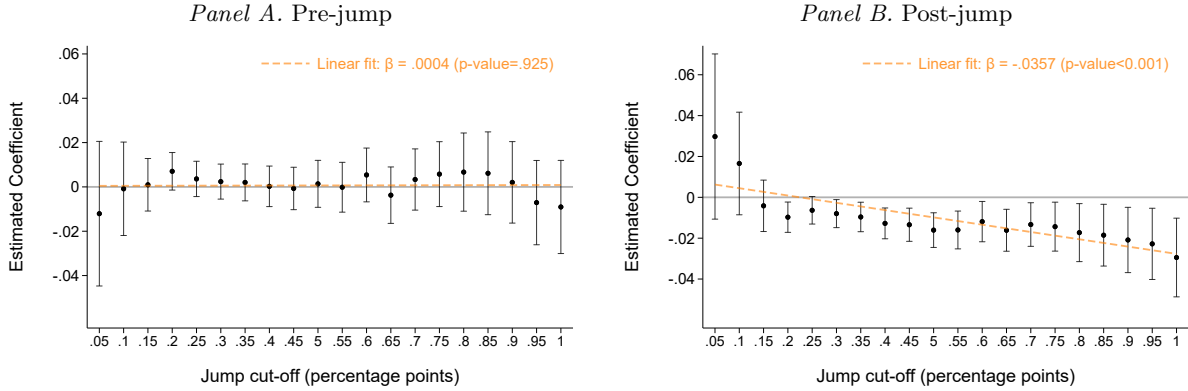 Panel A. Pre-jump
Linear fit: β = .0004 (p-value=.925)
Estimated Coefficient
.06
.04
.02
0
-.02
-.04
.05 .1 .15 .2 .25 .3 .35 .4 .45 5 .55 .6 .65 .7 .75 .8 .85 .9 .95 1
Jump cut-off (percentage points)
Panel B. Post-jump
Linear fit: β = -.0357 (p-value<0.001)
Estimated Coefficient
.06
.04
.02
0
-.02
-.04
.05 .1 .15 .2 .25 .3 .35 .4 .45 5 .55 .6 .65 .7 .75 .8 .85 .9 .95 1
Jump cut-off (percentage points)